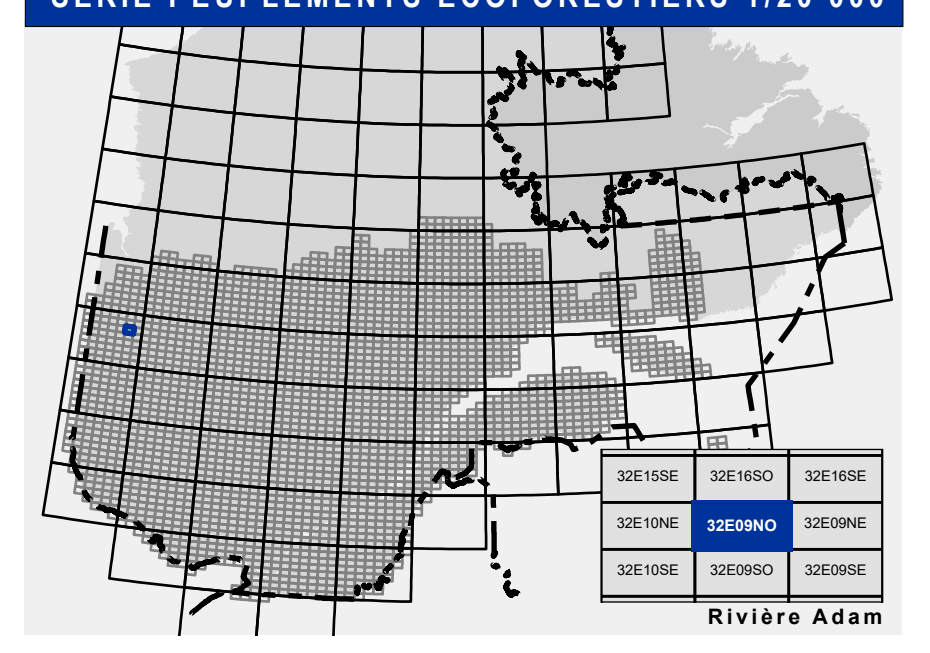 SÉRIE PEUPLEMENTS ÉCOFORESTIERS 1/20 000
32E15SE 32E16SO 32E16SE
32E10NE 32E09NO 32E09NE
32E10SE 32E09SO 32E09SE
Rivière Adam